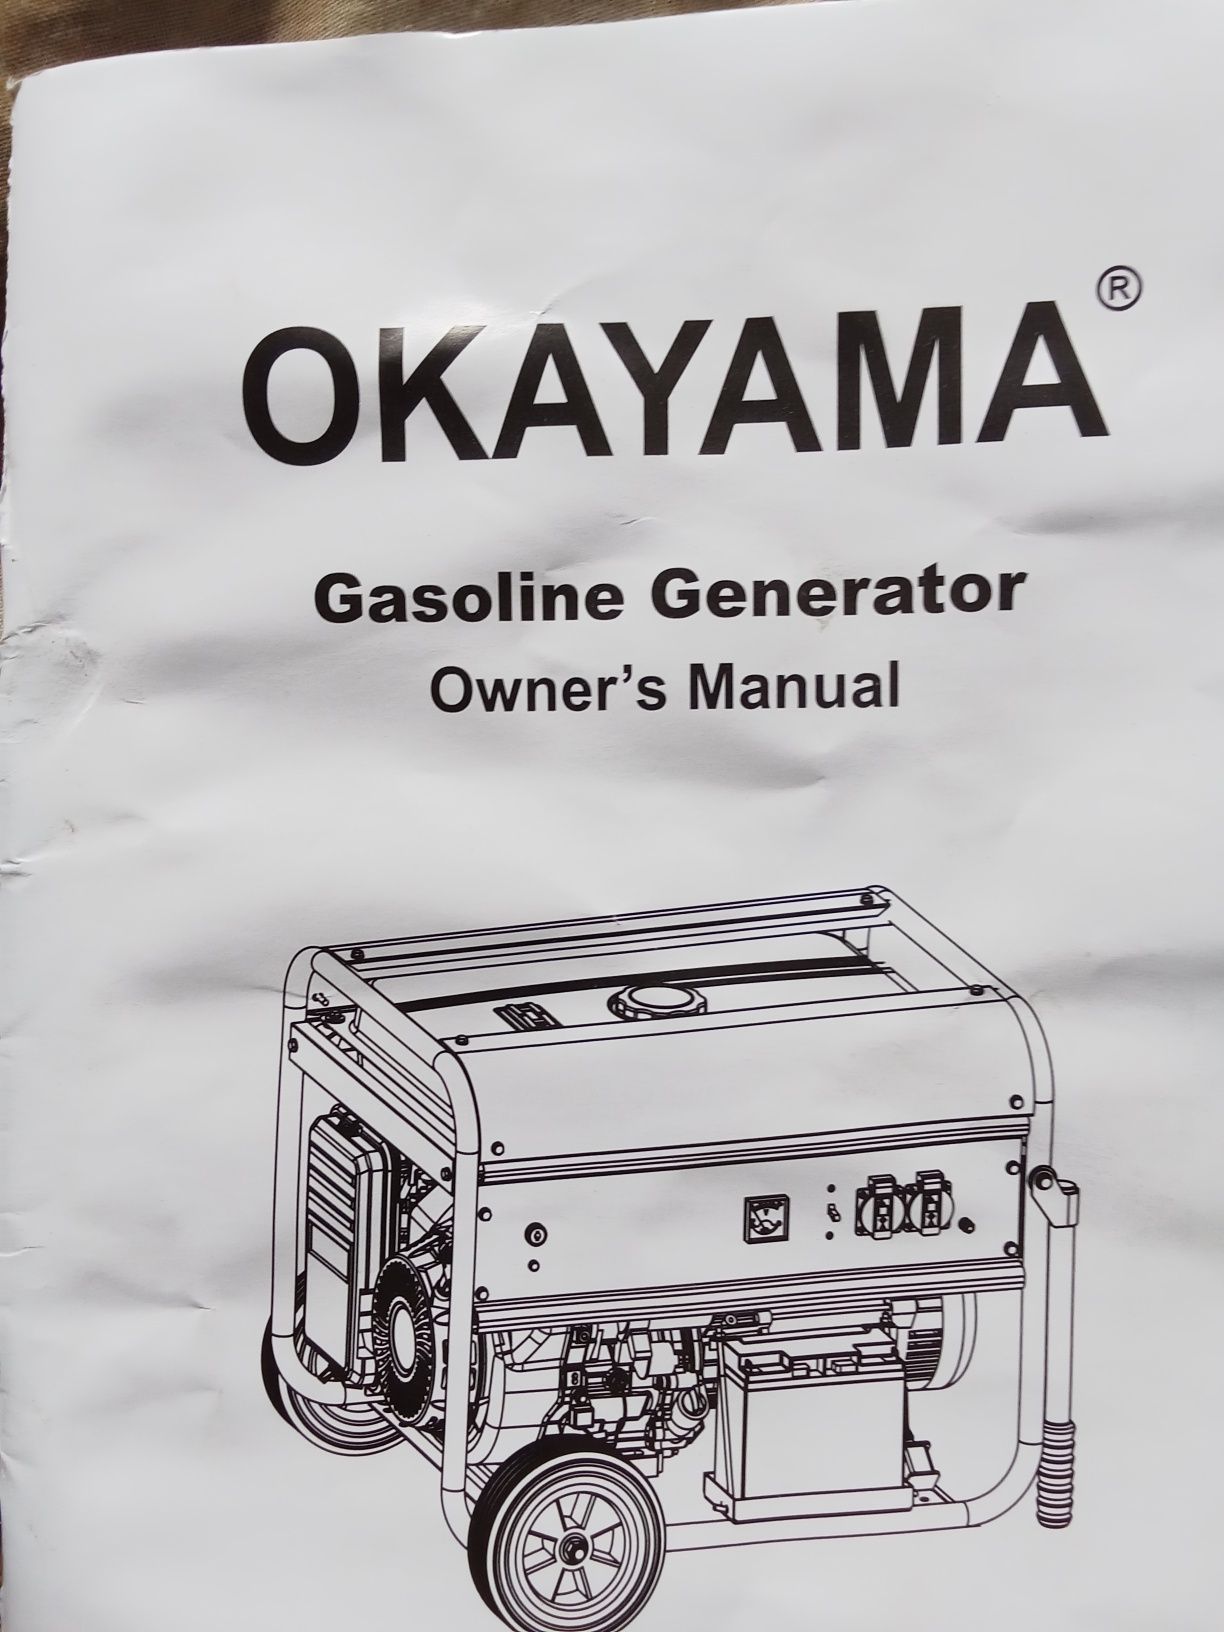 OKAYAMA®
Gasoline Generator
Owner's Manual